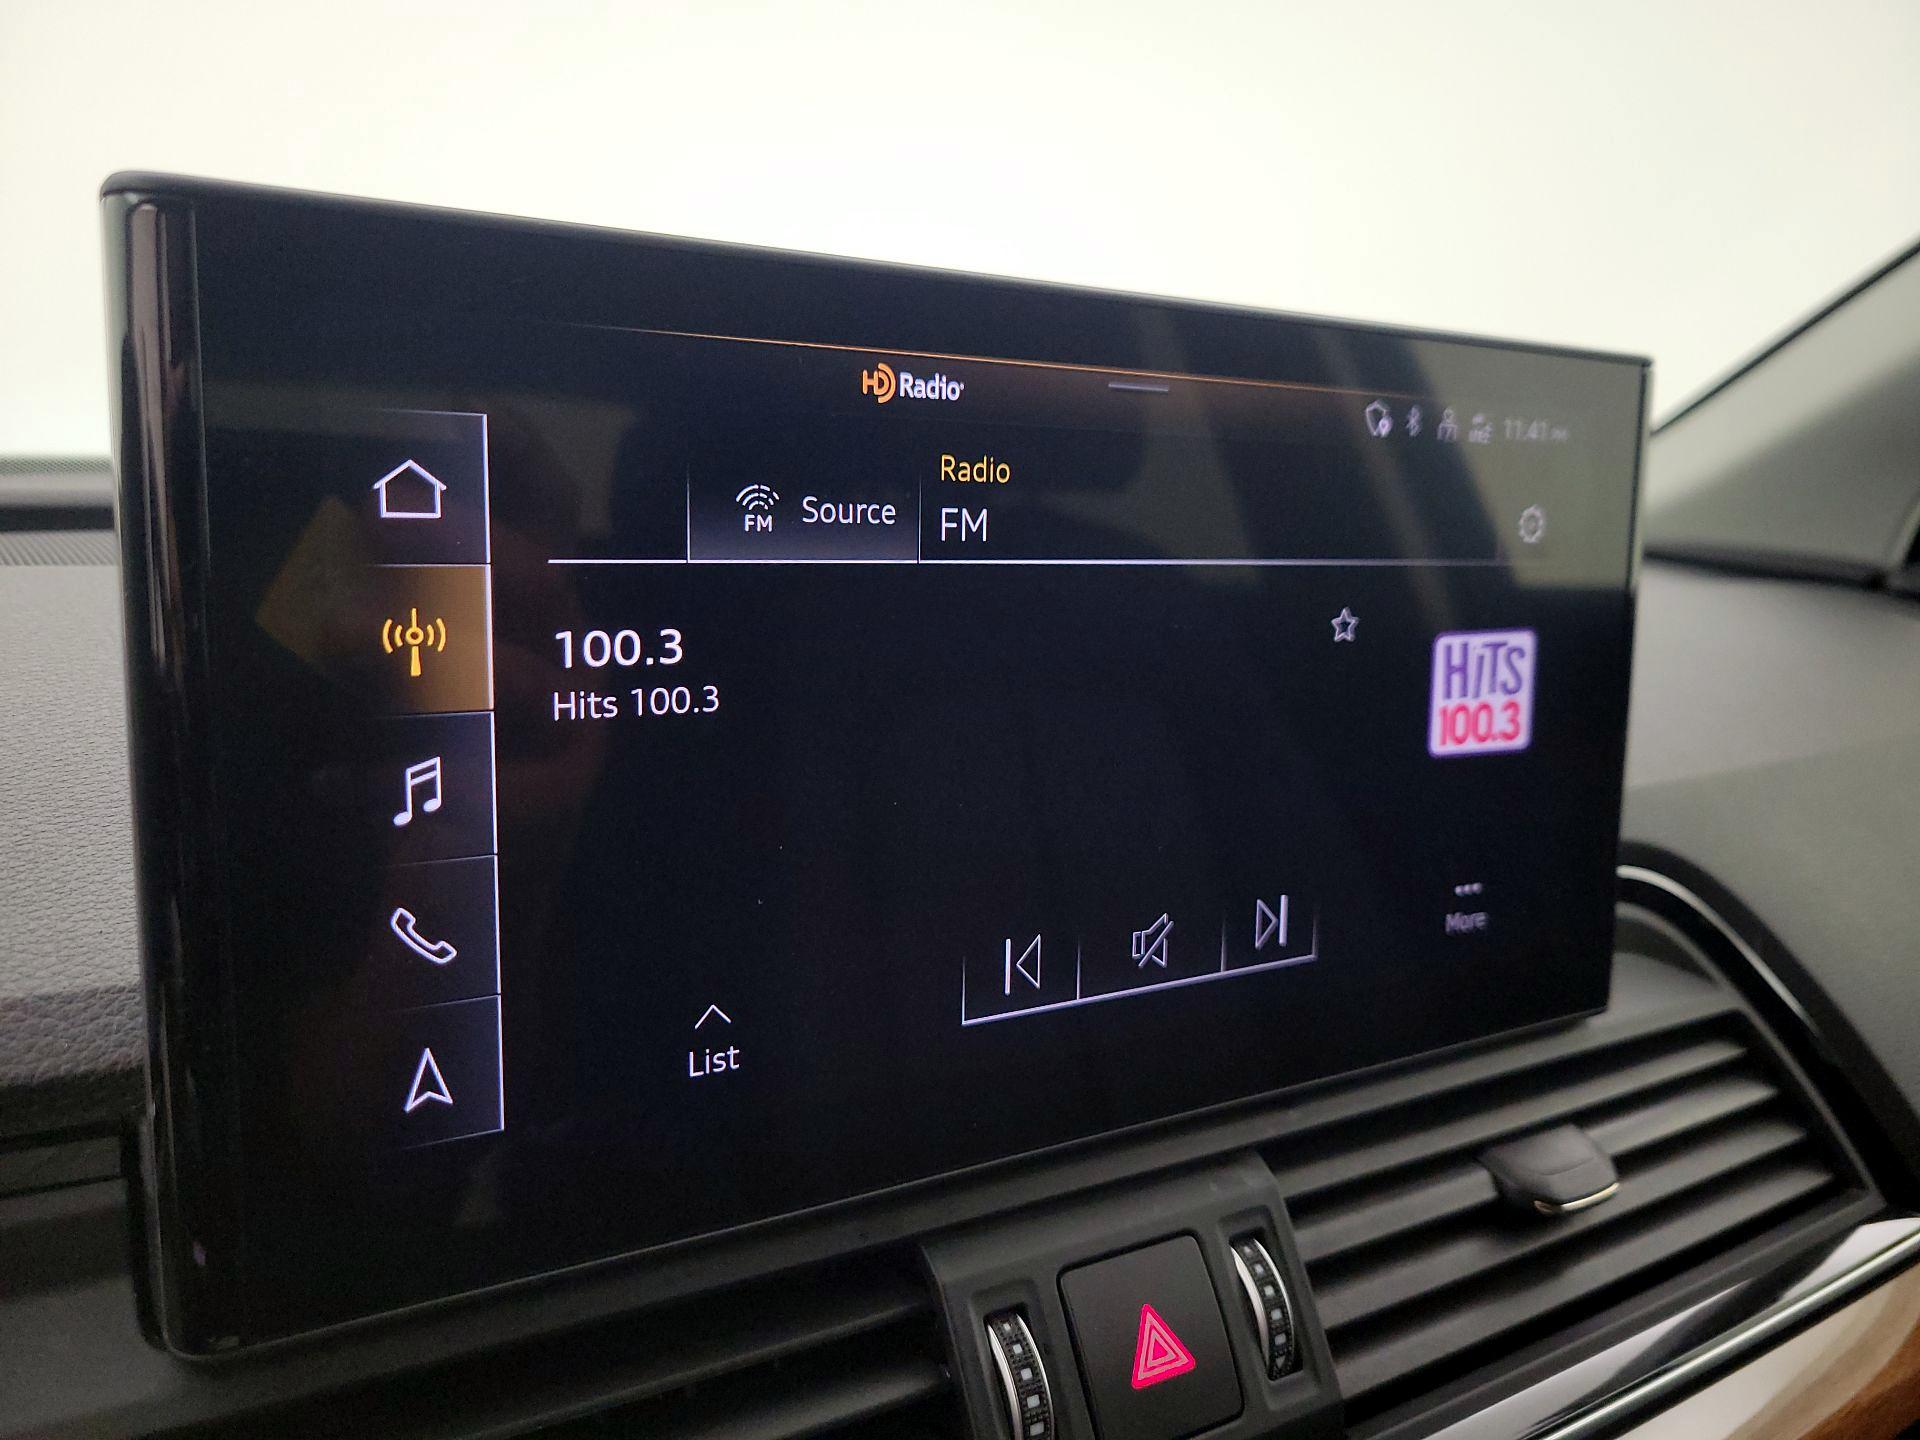 HD Radio
11:41
Radio
FM Source
FM
100.3
Hits 100.3
HiTS
100.3
More
List